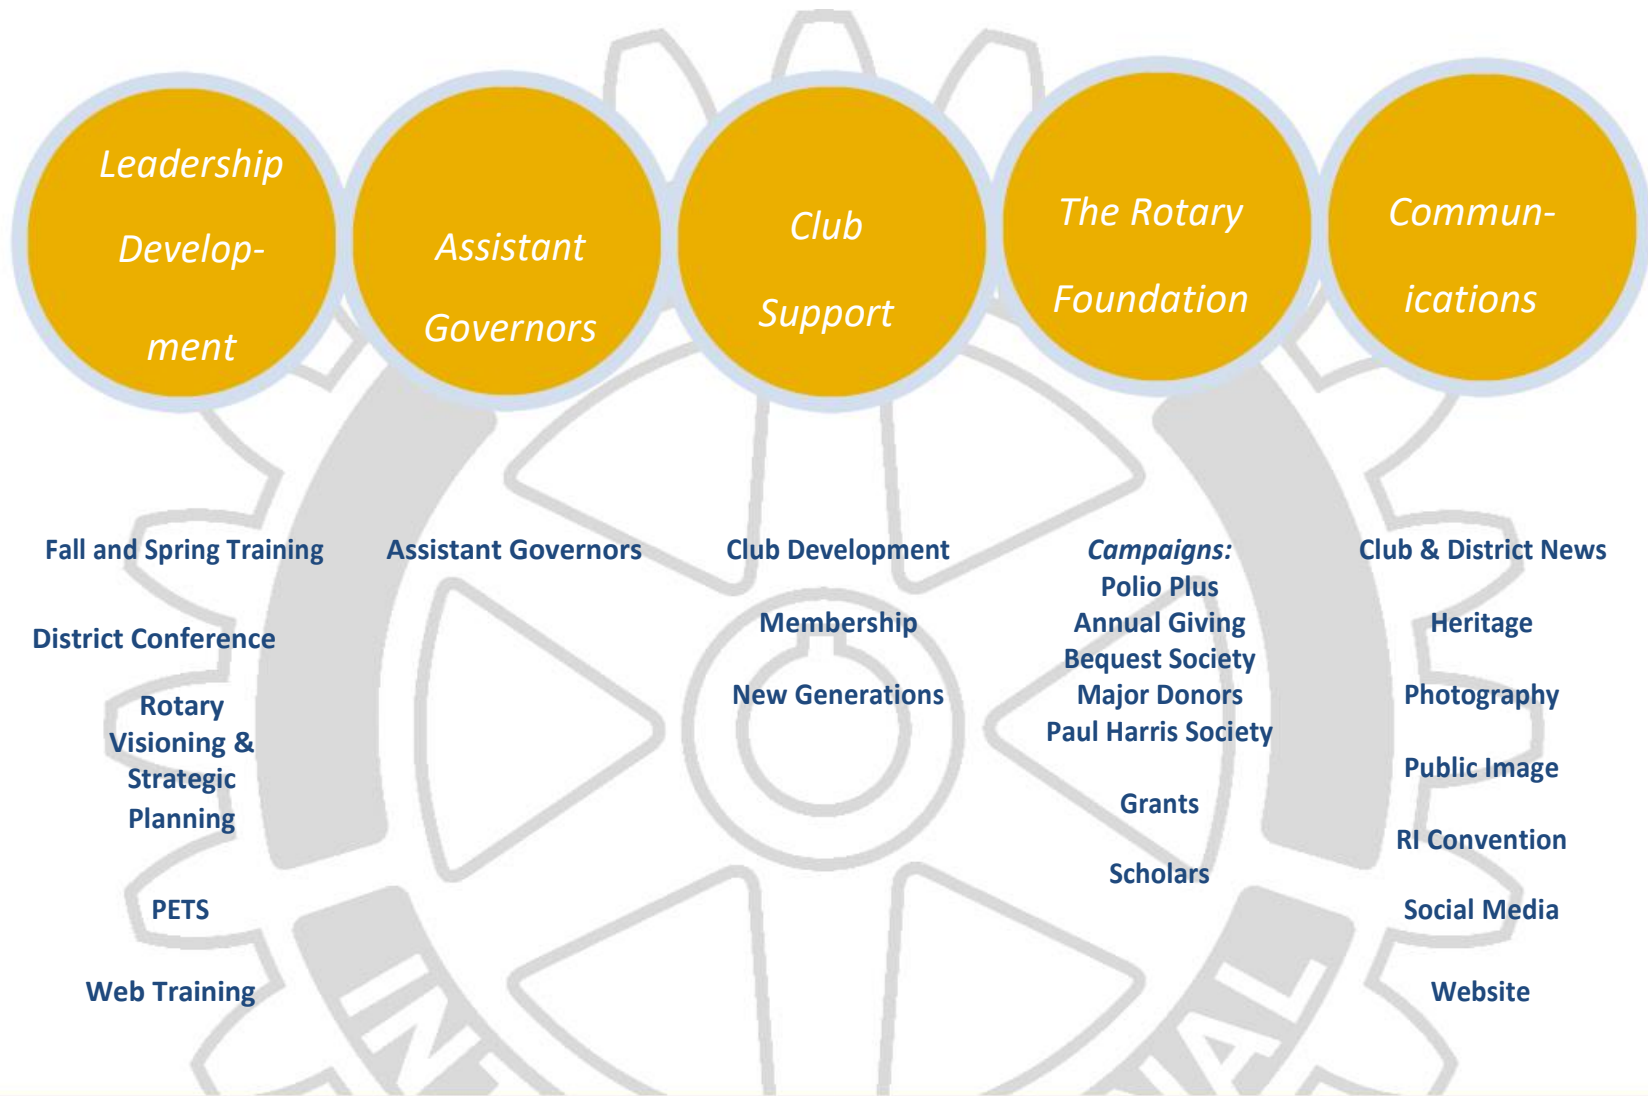 Leadership
Develop-
ment
Assistant
Governors
Club
Support
The Rotary
Foundation
Commun-
ications
Fall and Spring Training
District Conference
Rotary
Visioning &
Strategic
Planning
PETS
Web Training
Assistant Governors
Club Development
Membership
New Generations
Campaigns:
Polio Plus
Annual Giving
Bequest Society
Major Donors
Paul Harris Society
Grants
Scholars
Club & District News
Heritage
Photography
Public Image
RI Convention
Social Media
Website